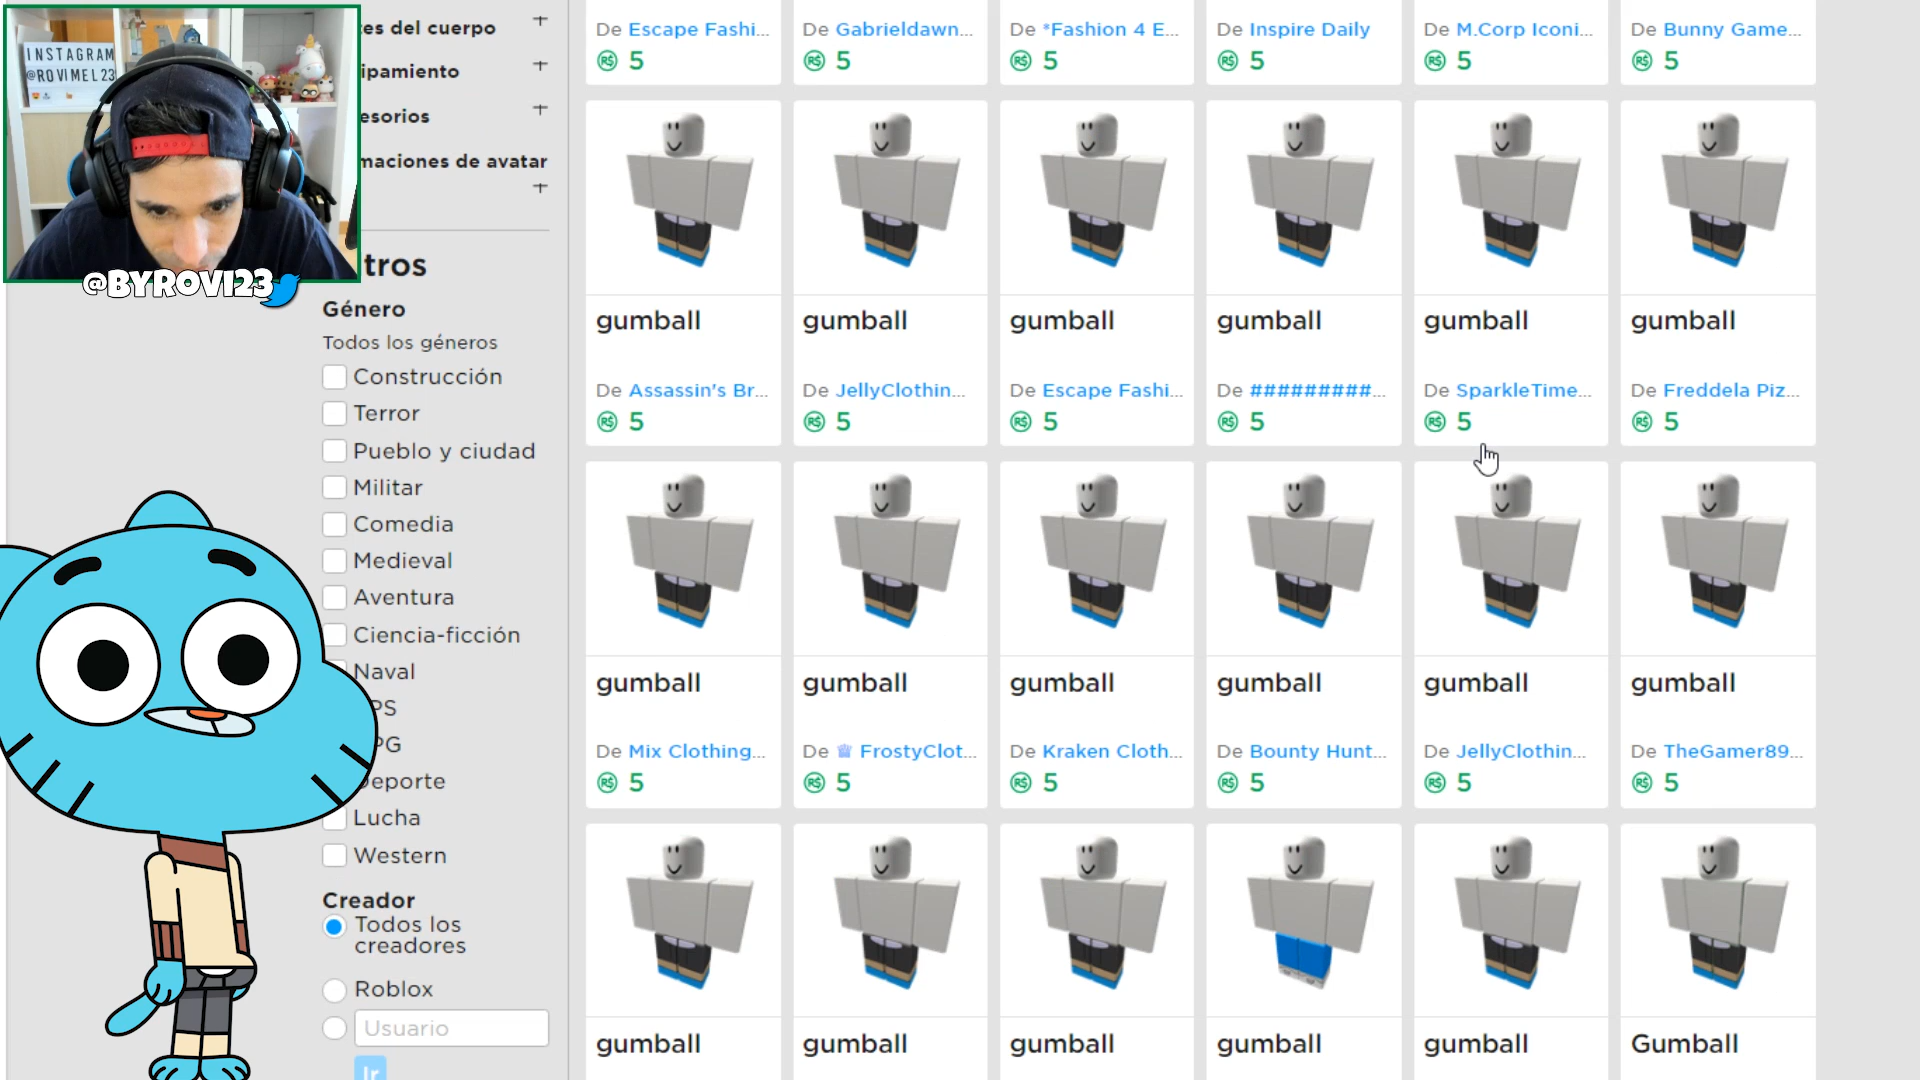 INSTAGRAM
@ROVIMEL23
@BYROVI23
tes del cuerpo
ipamiento
esorios
maciones de avatar
tros
Género
Todos los géneros
Construcción
Terror
Pueblo y ciudad
Militar
Comedia
Medieval
Aventura
Ciencia-ficción
Naval
PS
PG
Deporte
Lucha
Western
Creador
Todos los
creadores
Roblox
Usuario
Ir
De Escape Fashi... De Gabrieldawn... De *Fashion 4 E... De Inspire Daily De M.Corp Iconi... De Bunny Game...
R$ 5 R$ 5 R$ 5 R$ 5 R$ 5 R$ 5
gumball gumball gumball gumball gumball gumball
De Assassin's Br... De JellyClothin... De Escape Fashi... De #########... De SparkleTime... De Freddela Piz...
R$ 5 R$ 5 R$ 5 R$ 5 R$ 5 R$ 5
gumball gumball gumball gumball gumball gumball
De Mix Clothing... De ♕ FrostyClot... De Kraken Cloth... De Bounty Hunt... De JellyClothin... De TheGamer89...
R$ 5 R$ 5 R$ 5 R$ 5 R$ 5 R$ 5
gumball gumball gumball gumball gumball Gumball